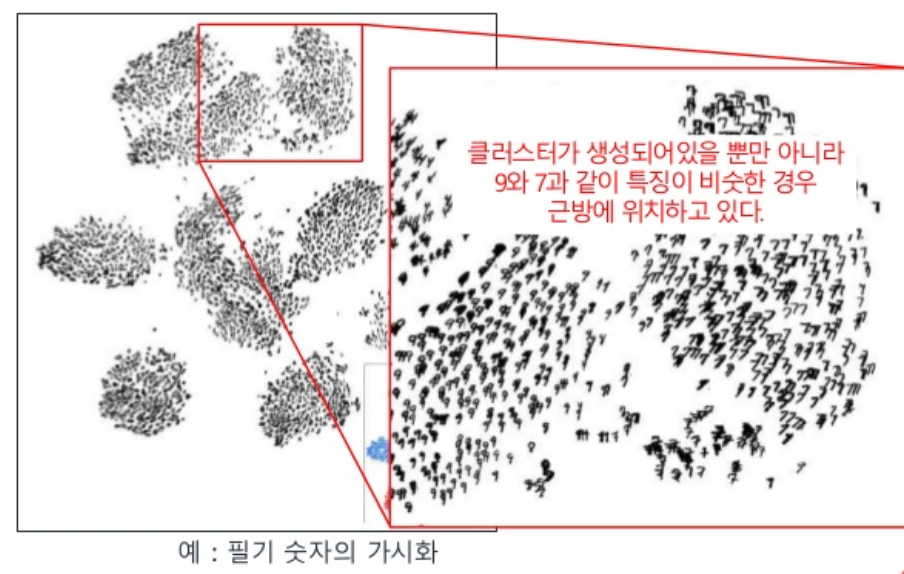 클러스터가 생성되어있을 뿐만 아니라
9와 7과 같이 특징이 비슷한 경우
근방에 위치하고 있다.
예 : 필기 숫자의 가시화